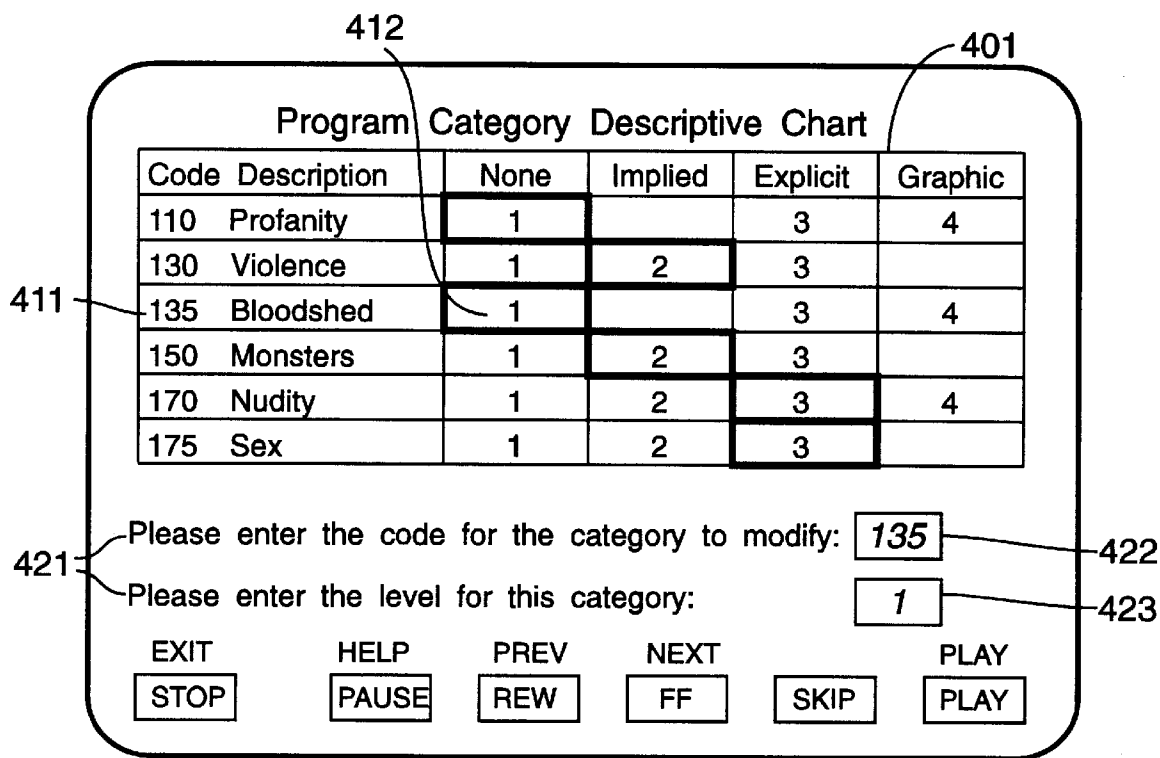 412
401
Program Category Descriptive Chart
Code Description None Implied Explicit Graphic
110 Profanity 1 3 4
130 Violence 1 2 3
411 135 Bloodshed 1 3 4
150 Monsters 1 2 3
170 Nudity 1 2 3 4
175 Sex 1 2 3
Please enter the code for the category to modify: 135
421 422
Please enter the level for this category: 1 423
EXIT HELP PREV NEXT PLAY
STOP PAUSE REW FF SKIP PLAY